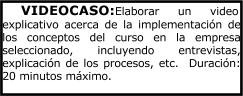 VIDEOCASO:Elaborar un video
explicativo acerca de la implementación de
los conceptos del curso en la empresa
seleccionado, incluyendo entrevistas,
explicación de los procesos, etc. Duración:
20 minutos máximo.